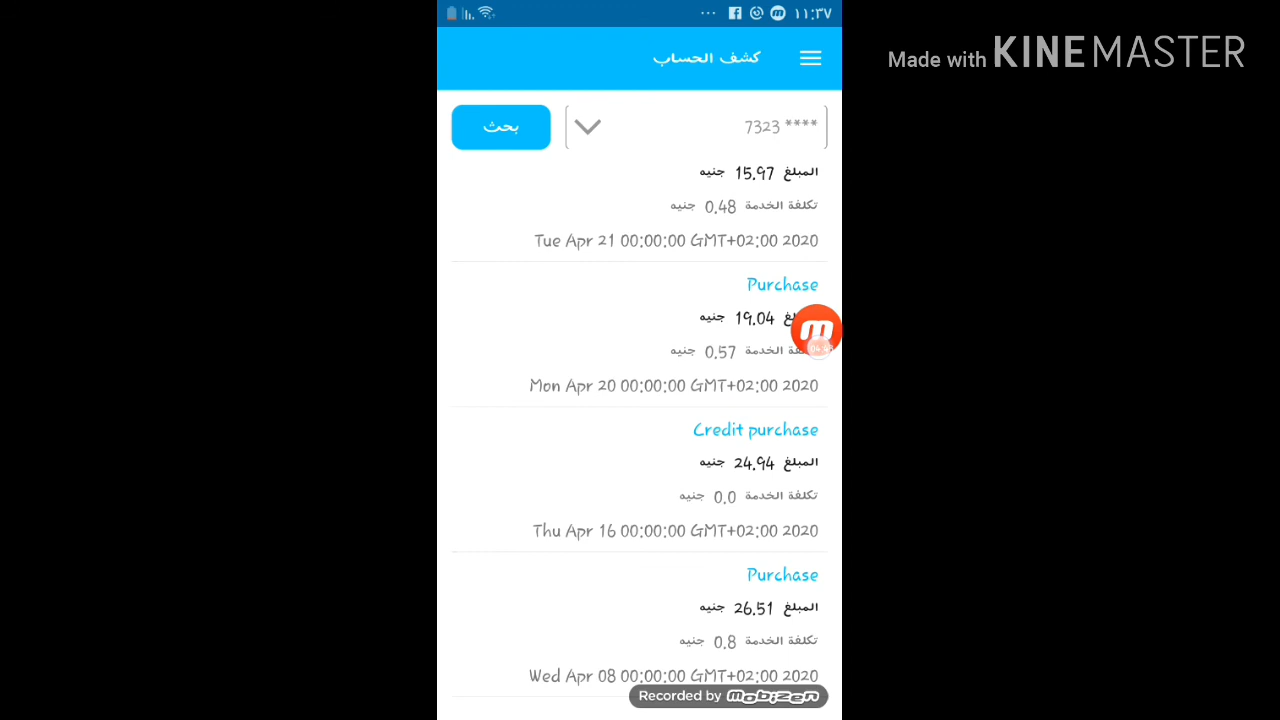 ١١:٣٧
Made with KINEMASTER
كشف الحساب
**** 7323
بحث
المبلغ 15.97 جنيه
تكلفة الخدمة 0.48 جنيه
Tue Apr 21 00:00:00 GMT+02:00 2020
Purchase
19.04 جنيه
الخدمة 0.57 جنيه
Mon Apr 20 00:00:00 GMT+02:00 2020
Credit purchase
المبلغ 24.94 جنيه
تكلفة الخدمة 0.0 جنيه
Thu Apr 16 00:00:00 GMT+02:00 2020
Purchase
المبلغ 26.51 جنيه
تكلفة الخدمة 0.8 جنيه
Wed Apr 08 00:00:00 GMT+02:00 2020
Recorded by mobizen